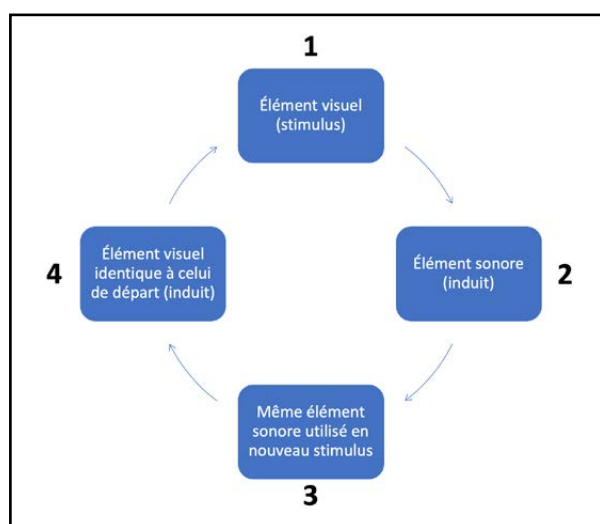 1
Élément visuel
(stimulus)
Élément sonore
(induit)
2
Même élément
sonore utilisé en
nouveau stimulus
3
4
Élément visuel
identique à celui
de départ (induit)